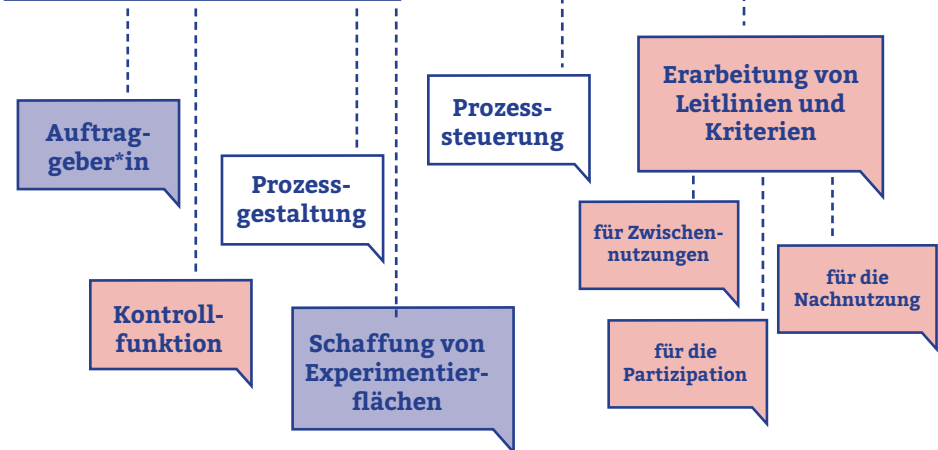 Auftrag-
geber*in
Kontroll-
funktion
Prozess-
gestaltung
Schaffung von
Experimentier-
flächen
Prozess-
steuerung
Erarbeitung von
Leitlinien und
Kriterien
für Zwischen-
nutzungen
für die
Partizipation
für die
Nachnutzung